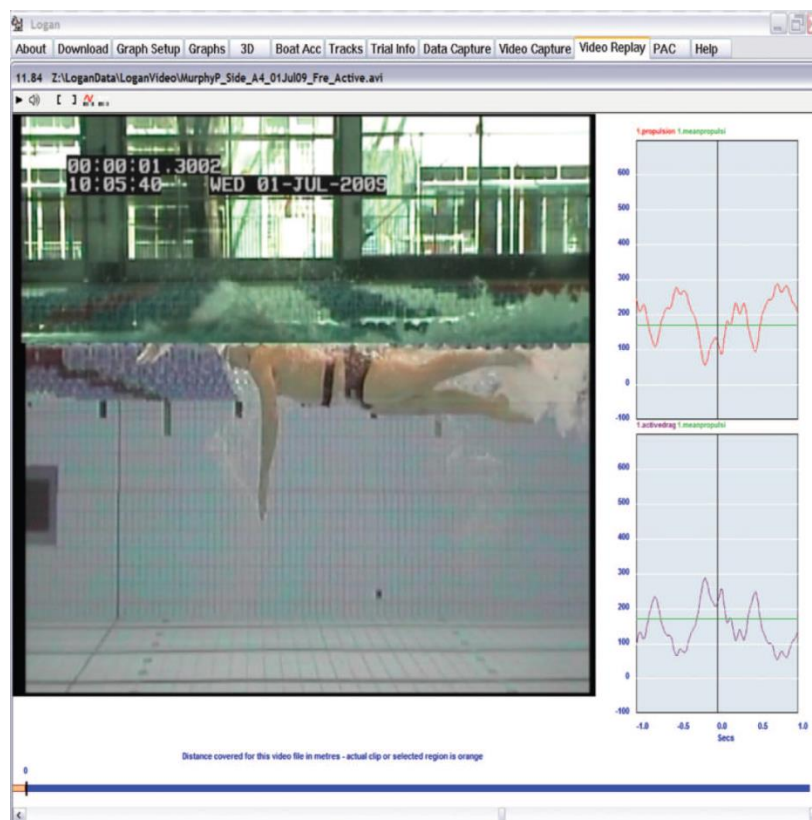 Logan
About Download Graph Setup Graphs 3D Boat Acc Tracks Trial Info Data Capture Video Capture Video Replay PAC Help
11.84 Z:\LoganData\LoganVideo\MurphyP_Side_A4_01Jul09_Fre_Active.avi
[ ]
00:00:01.3002
10:05:40 WED 01-JUL-2009
1.propulsion 1.meanpropulsi
600
500
400
300
200
100
0
-100
1.activedrag 1.meanpropulsi
600
500
400
300
200
100
0
-100
-1.0 -0.5 0.0 0.5 1.0
Secs
Distance covered for this video file in metres - actual clip or selected region is orange
0